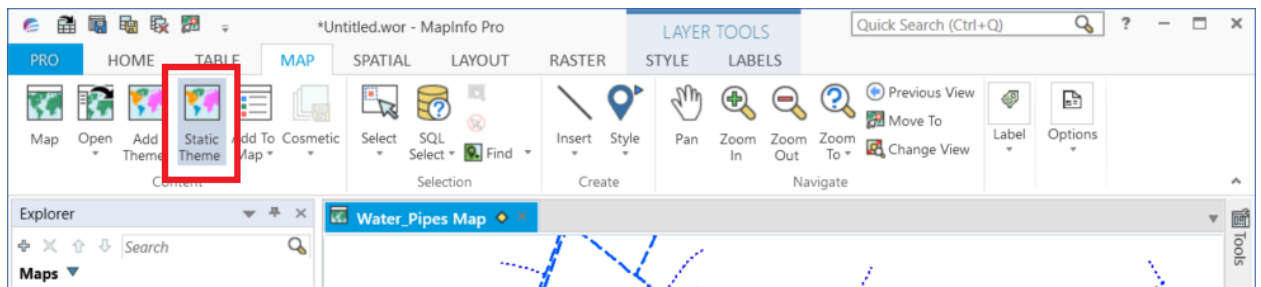 *Untitled.wor - MapInfo Pro
LAYER TOOLS
Quick Search (Ctrl+Q)
?
PRO HOME TABLE MAP SPATIAL LAYOUT RASTER STYLE LABELS
Previous View
Move To
Change View
Map Open Add Theme Static Theme Add To Map Cosmetic
Select SQL Select Find
Insert Style
Pan Zoom In Zoom Out Zoom To
Label Options
Content Selection Create Navigate
Explorer
Water_Pipes Map
Search
Maps
Tools